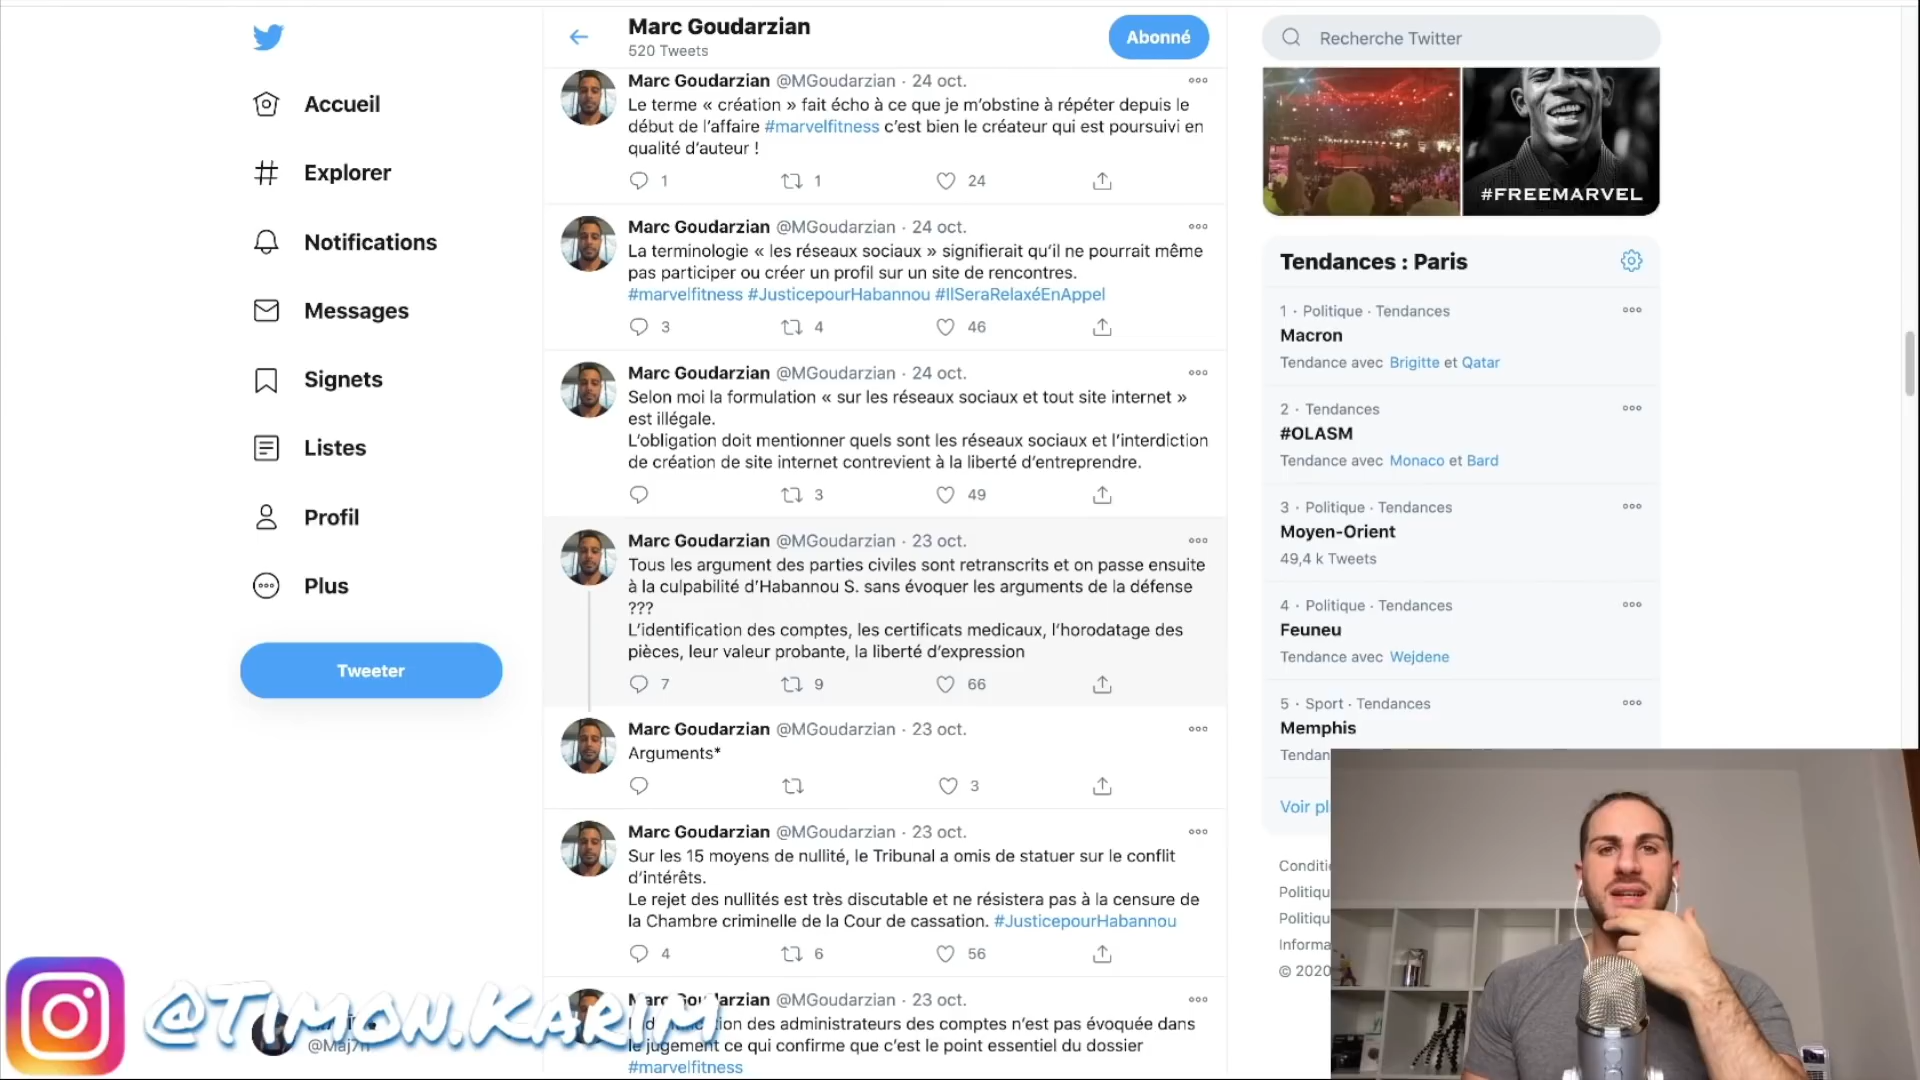 Marc Goudarzian
520 Tweets
Abonné
Recherche Twitter
Accueil
Explorer
Notifications
Messages
Signets
Listes
Profil
Plus
Tweeter
Marc Goudarzian @MGoudarzian · 24 oct.
Le terme « création » fait écho à ce que je m’obstine à répéter depuis le
début de l’affaire #marvelfitness c’est bien le créateur qui est poursuivi en
qualité d’auteur !
1 1 24
Marc Goudarzian @MGoudarzian · 24 oct.
La terminologie « les réseaux sociaux » signifierait qu’il ne pourrait même
pas participer ou créer un profil sur un site de rencontres.
#marvelfitness #JusticepourHabannou #IlSeraRelaxéEnAppel
3 4 46
Marc Goudarzian @MGoudarzian · 24 oct.
Selon moi la formulation « sur les réseaux sociaux et tout site internet »
est illégale.
L’obligation doit mentionner quels sont les réseaux sociaux et l’interdiction
de création de site internet contrevient à la liberté d’entreprendre.
3 49
Marc Goudarzian @MGoudarzian · 23 oct.
Tous les argument des parties civiles sont retranscrits et on passe ensuite
à la culpabilité d’Habannou S. sans évoquer les arguments de la défense
???
L’identification des comptes, les certificats medicaux, l’horodatage des
pièces, leur valeur probante, la liberté d’expression
7 9 66
Marc Goudarzian @MGoudarzian · 23 oct.
Arguments*
3
Marc Goudarzian @MGoudarzian · 23 oct.
Sur les 15 moyens de nullité, le Tribunal a omis de statuer sur le conflit
d’intérêts.
Le rejet des nullités est très discutable et ne résistera pas à la censure de
la Chambre criminelle de la Cour de cassation. #JusticepourHabannou
4 6 56
Marc Goudarzian @MGoudarzian · 23 oct.
des administrateurs des comptes n’est pas évoquée dans
le jugement ce qui confirme que c’est le point essentiel du dossier
#marvelfitness
#FREEMARVEL
Tendances : Paris
1 · Politique · Tendances
Macron
Tendance avec Brigitte et Qatar
2 · Tendances
#OLASM
Tendance avec Monaco et Bard
3 · Politique · Tendances
Moyen-Orient
49,4 k Tweets
4 · Politique · Tendances
Feuneu
Tendance avec Wejdene
5 · Sport · Tendances
Memphis
Tendan
Voir pl
Conditi
Politiqu
Politiqu
Informa
© 2020
@Timon.Karim